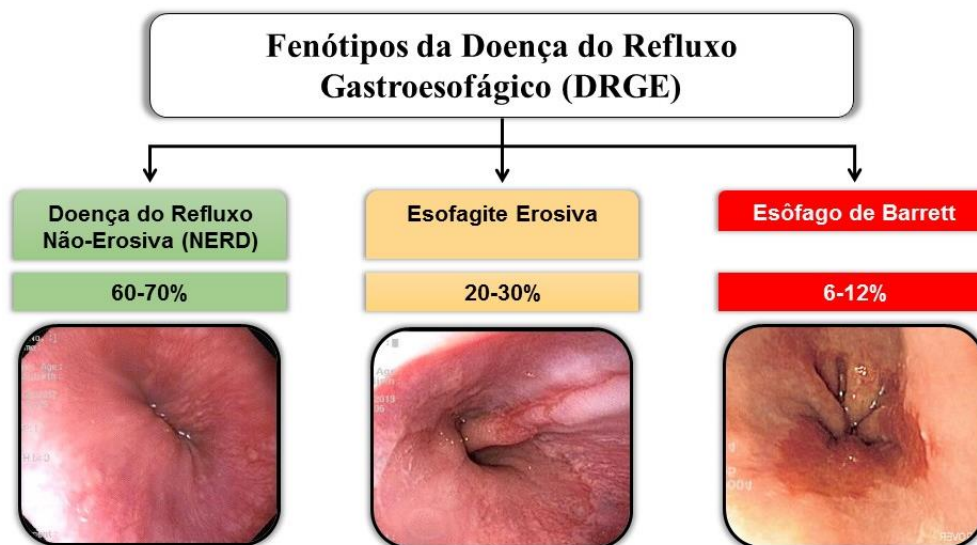 Fenótipos da Doença do Refluxo
Gastroesofágico (DRGE)
Doença do Refluxo
Não-Erosiva (NERD)
60-70%
Esofagite Erosiva
20-30%
Esôfago de Barrett
6-12%